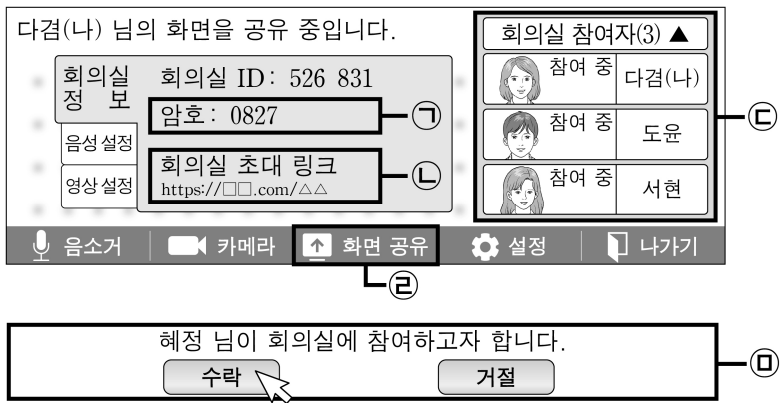 다겸(나) 님의 화면을 공유 중입니다.
회의실 정보
회의실 ID: 526 831
암호: 0827
㉠
음성 설정
영상 설정
회의실 초대 링크
https://□□.com/△△
㉡
회의실 참여자(3) ▲
참여 중 다겸(나)
참여 중 도윤
참여 중 서현
㉢
음소거 카메라 화면 공유 설정 나가기
㉣
혜정 님이 회의실에 참여하고자 합니다.
수락 거절
㉤